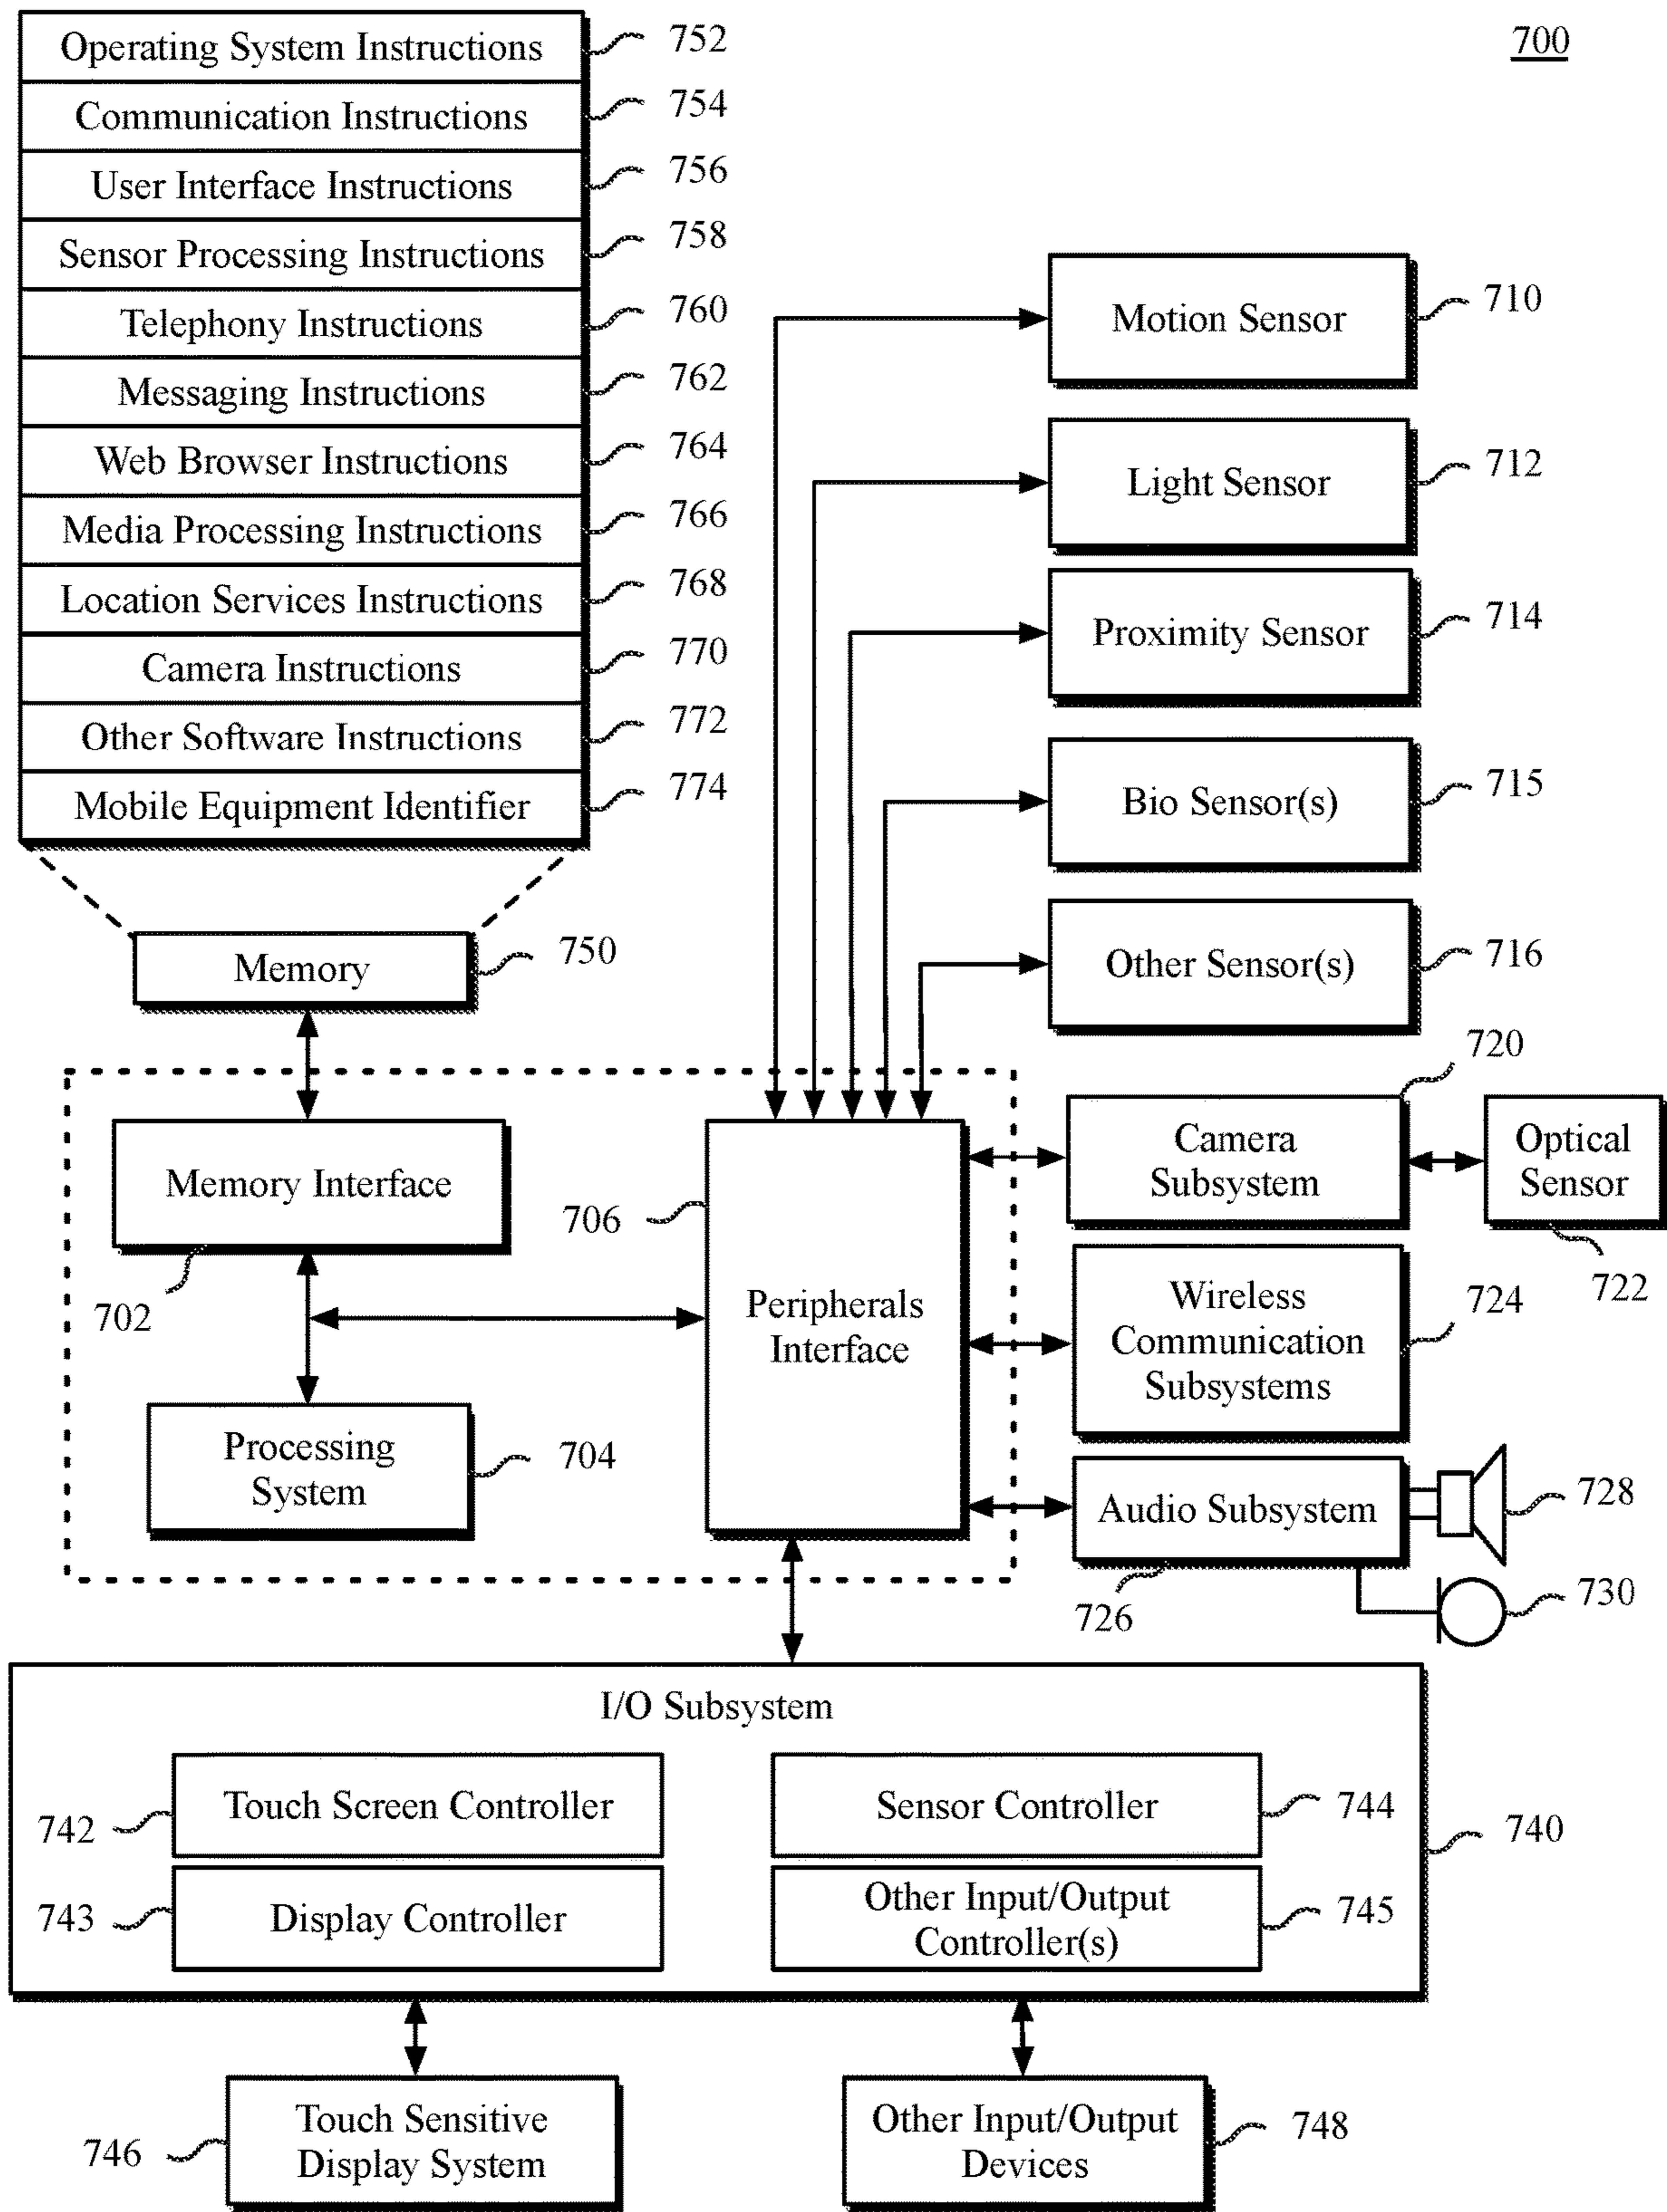 700
Operating System Instructions
752
Communication Instructions
754
User Interface Instructions
756
Sensor Processing Instructions
758
Telephony Instructions
760
Messaging Instructions
762
Web Browser Instructions
764
Media Processing Instructions
766
Location Services Instructions
768
Camera Instructions
770
Other Software Instructions
772
Mobile Equipment Identifier
774
Memory
750
Motion Sensor
710
Light Sensor
712
Proximity Sensor
714
Bio Sensor(s)
715
Other Sensor(s)
716
Memory Interface
702
Processing
System
704
706
Peripherals
Interface
720
Camera
Subsystem
Optical
Sensor
722
Wireless
Communication
Subsystems
724
Audio Subsystem
726
728
730
I/O Subsystem
740
742
Touch Screen Controller
Sensor Controller
744
743
Display Controller
Other Input/Output
Controller(s)
745
746
Touch Sensitive
Display System
Other Input/Output
Devices
748